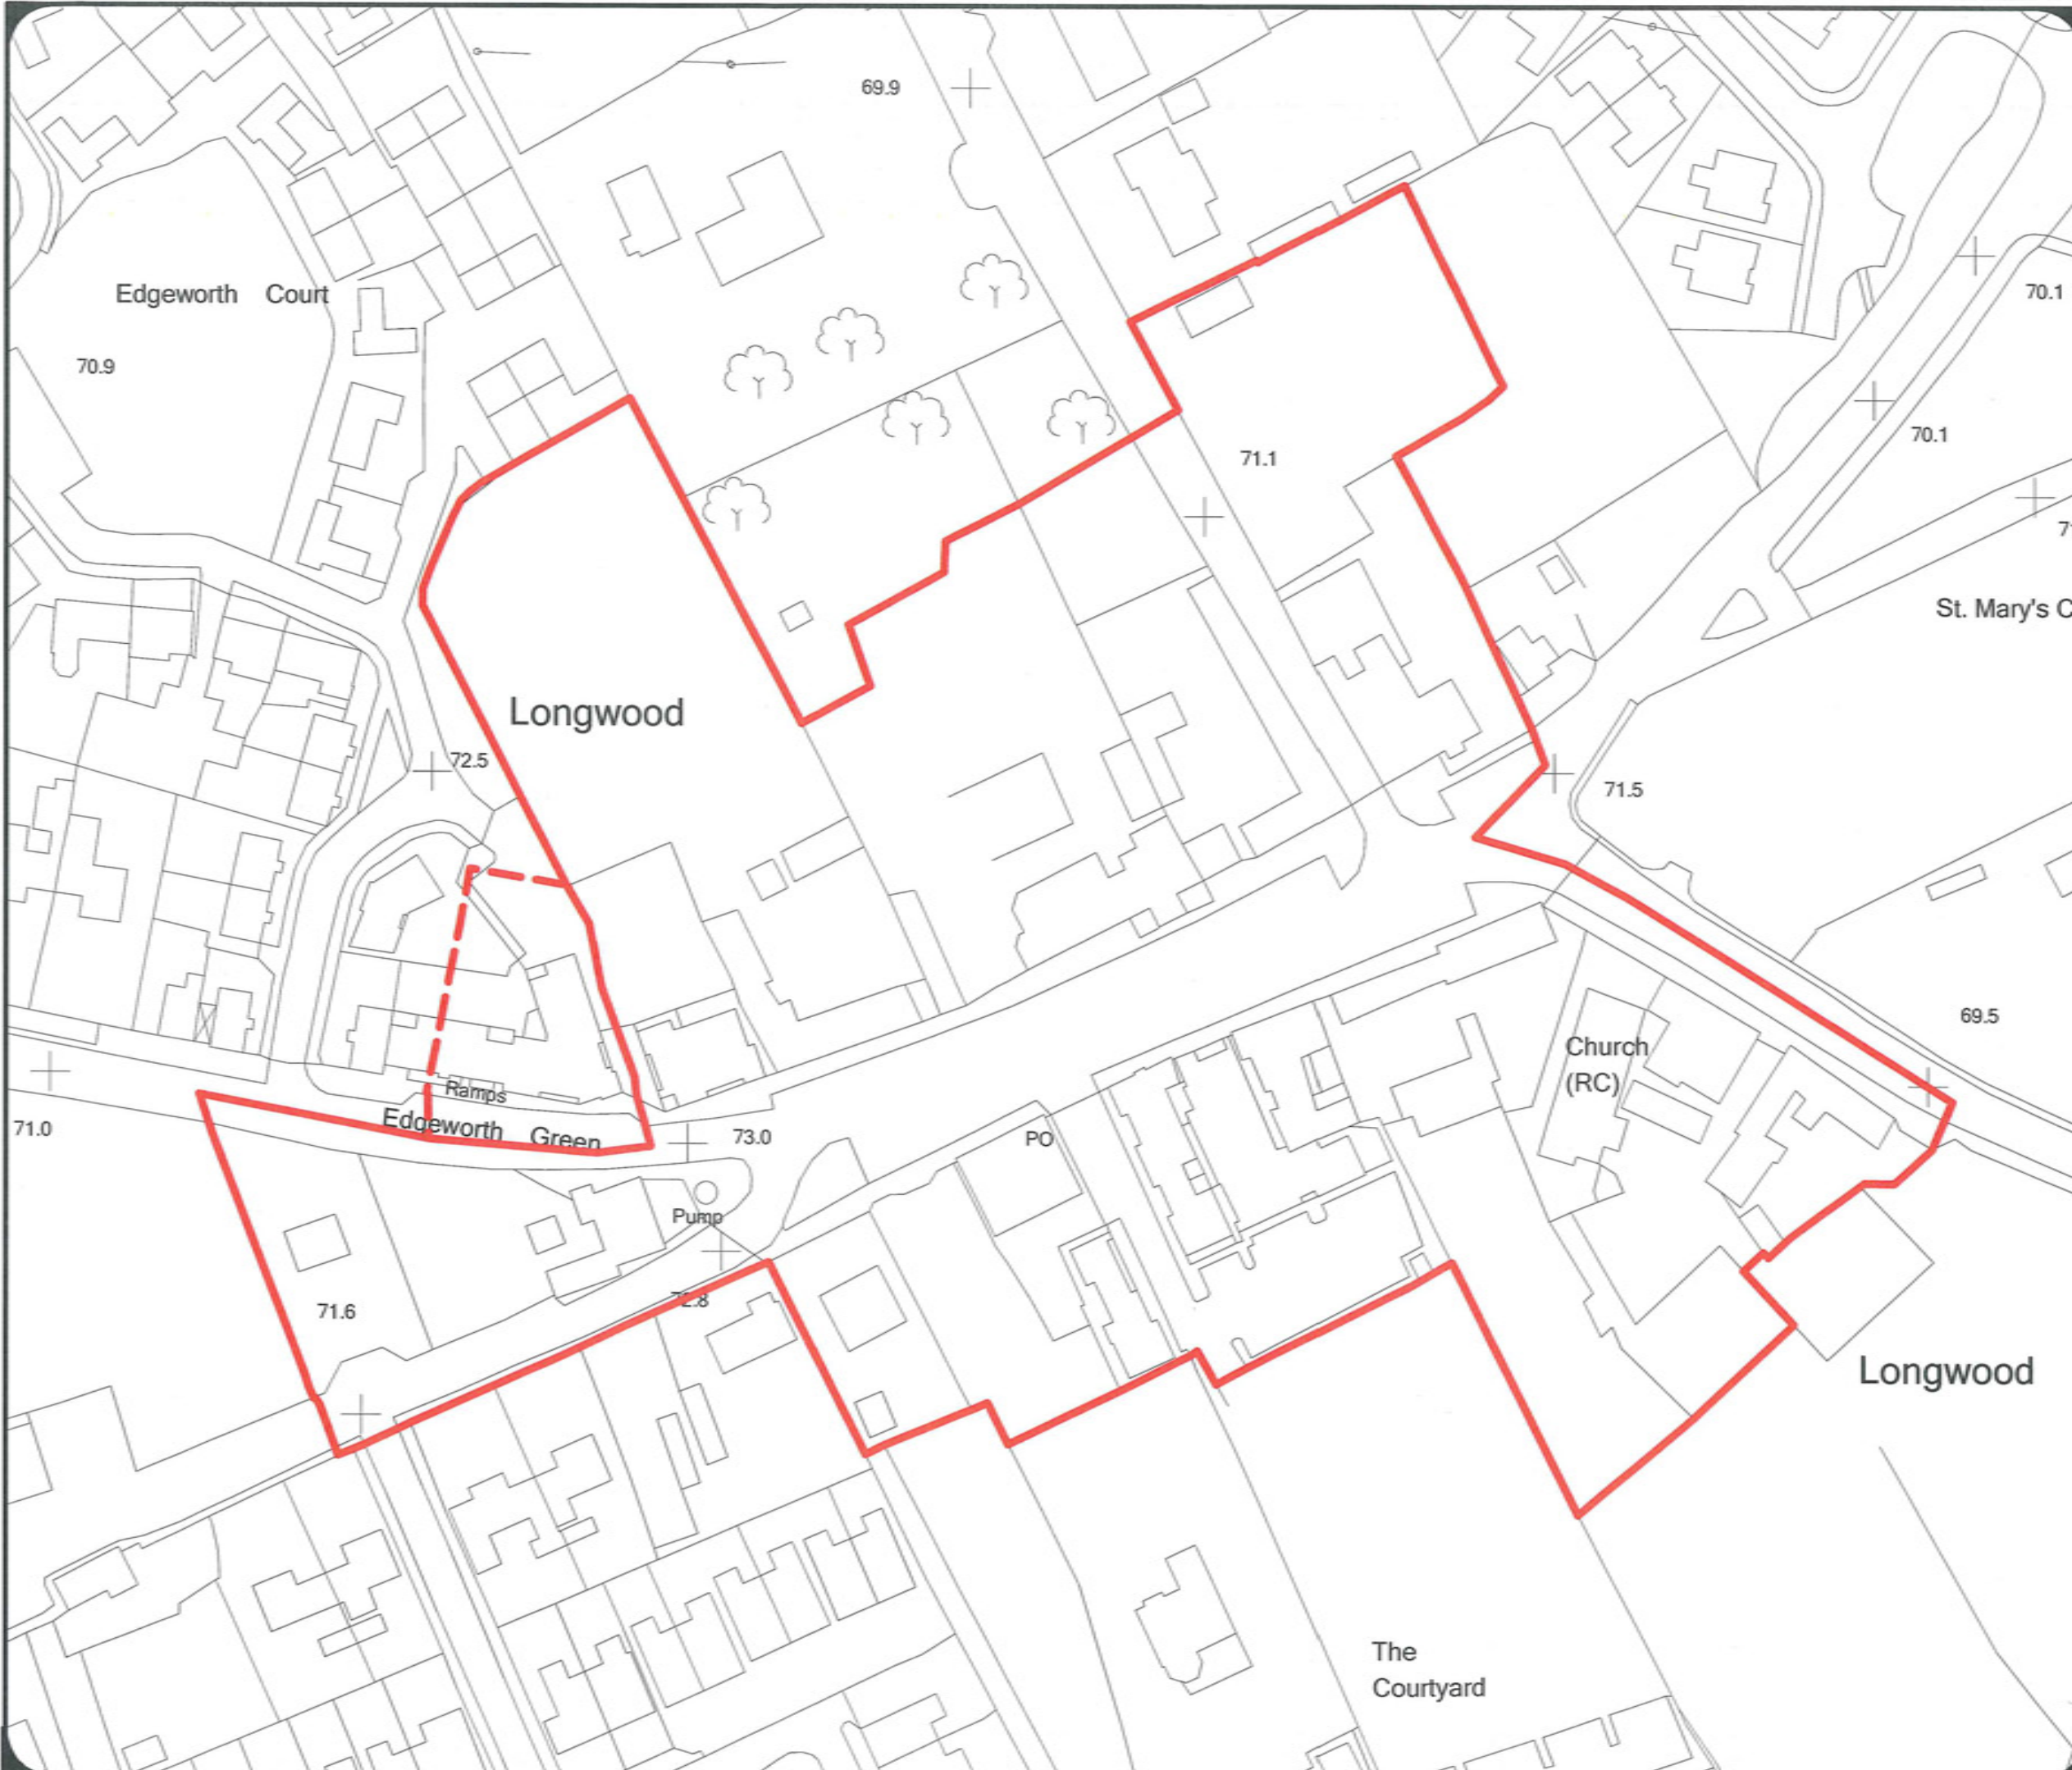 69.9
Edgeworth Court
70.1
70.9
70.1
71.1
St. Mary's C
Longwood
72.5
71.5
69.5
Church
(RC)
Ramps
Edgeworth Green
71.0
73.0
PO
Pump
72.8
71.6
Longwood
The
Courtyard